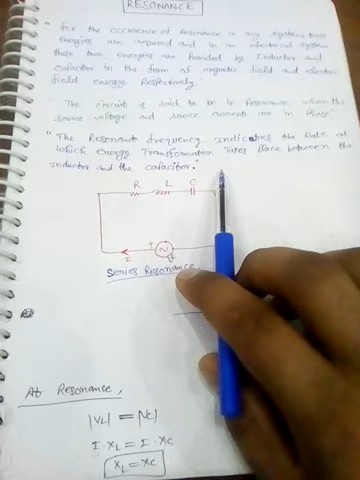 RESONANCE
" for the occurence of Resonance in any system two
Energies are required and in an electrical system
these two energies are provided by Inductor and
Capacitor in the form of magnetic field and electric
field energy Respectively "
" The circuit is said to be in Resonance when the
source voltage and source current are in Phase "
" The Resonant frequency Indicates the Rate at
which energy Transformation Takes place between the
Inductor and the capacitor. "
R L C
I + ~
Series Resonance
At Resonance,
|VL| = |VC|
I . XL = I . XC
XL = XC